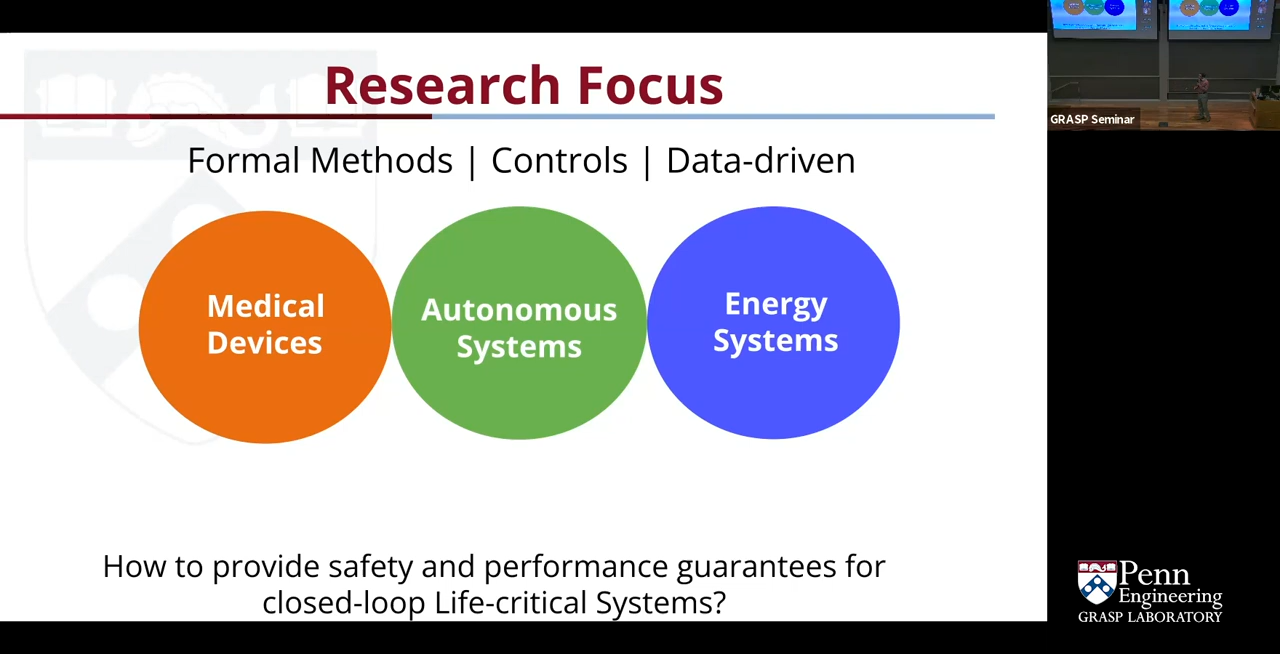 Research Focus
Formal Methods | Controls | Data-driven
Medical
Devices
Autonomous
Systems
Energy
Systems
How to provide safety and performance guarantees for
closed-loop Life-critical Systems?
GRASP Seminar
Penn
Engineering
GRASP LABORATORY